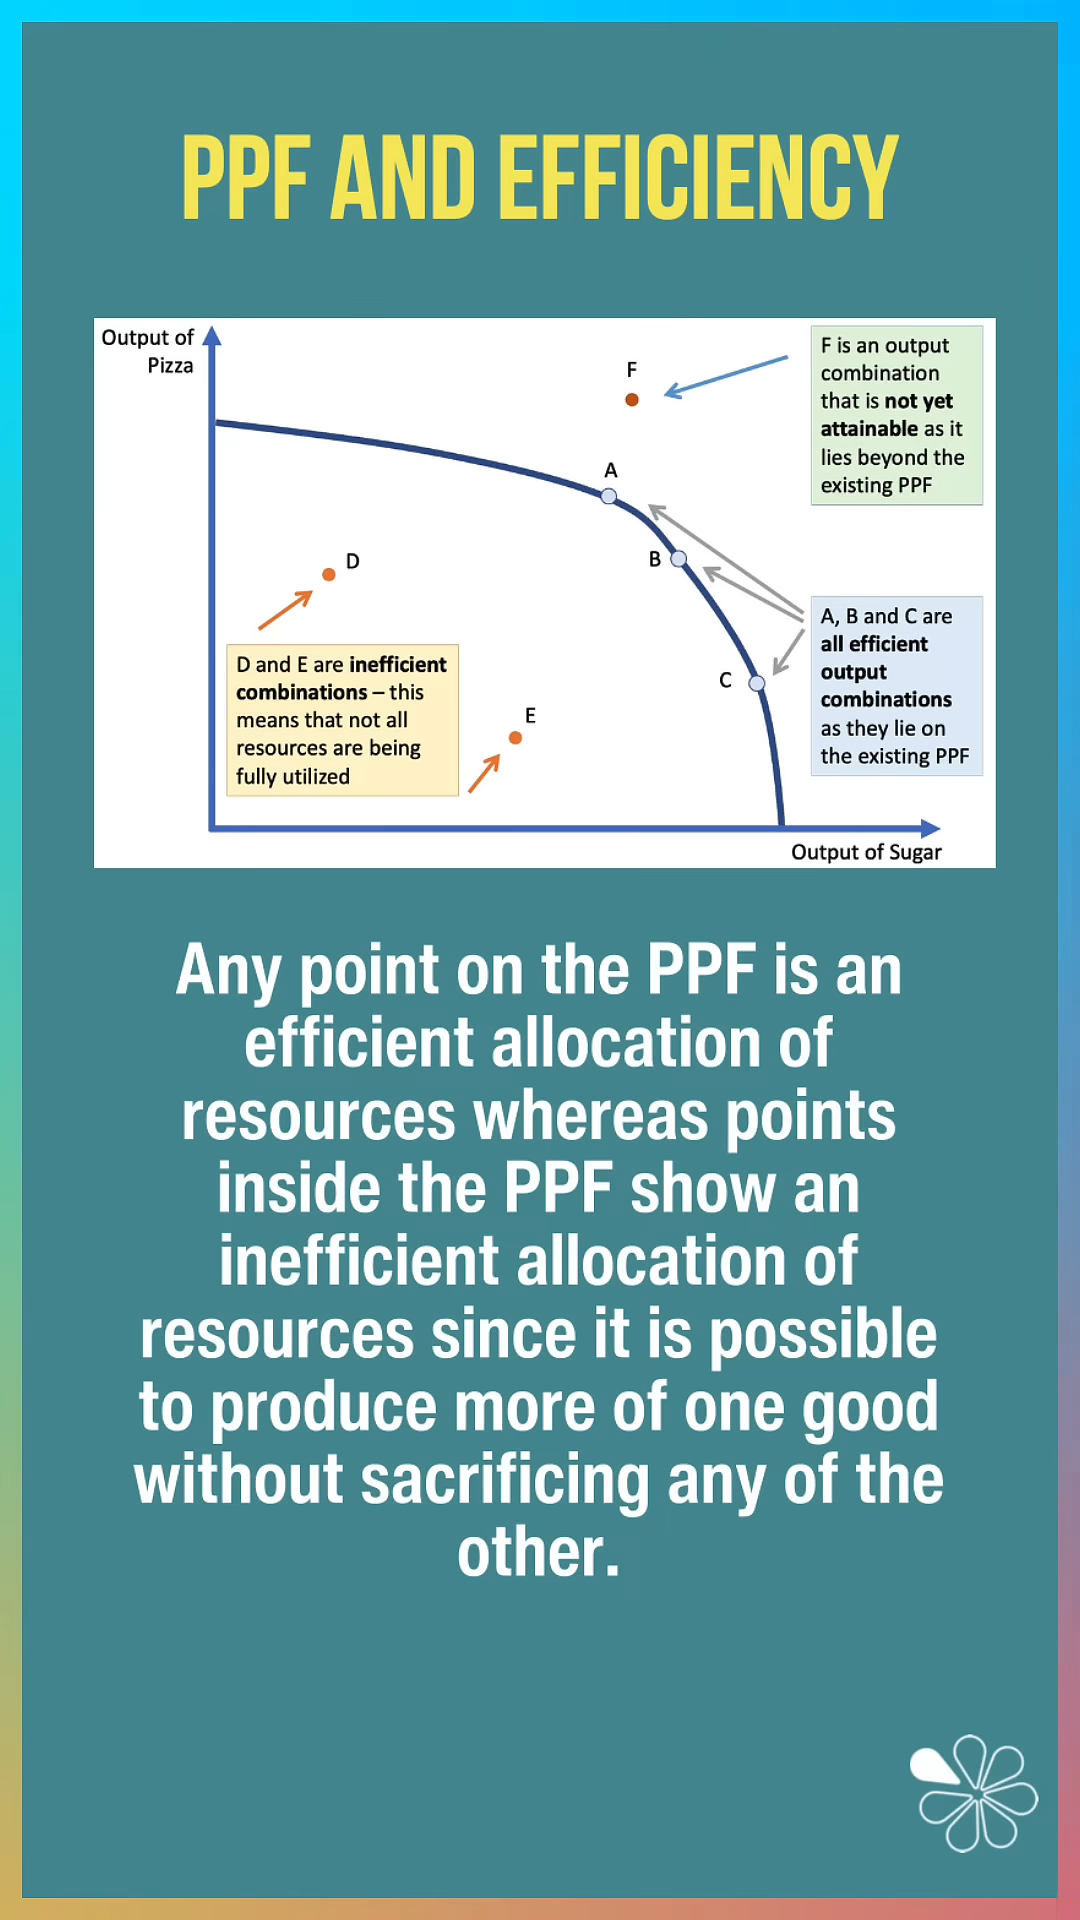 PPF AND EFFICIENCY
Output of
Pizza
F
F is an output
combination
that is not yet
attainable as it
lies beyond the
existing PPF
A
B
D
A, B and C are
all efficient
output
combinations
as they lie on
the existing PPF
D and E are inefficient
combinations – this
means that not all
resources are being
fully utilized
C
E
Output of Sugar
Any point on the PPF is an
efficient allocation of
resources whereas points
inside the PPF show an
inefficient allocation of
resources since it is possible
to produce more of one good
without sacrificing any of the
other.